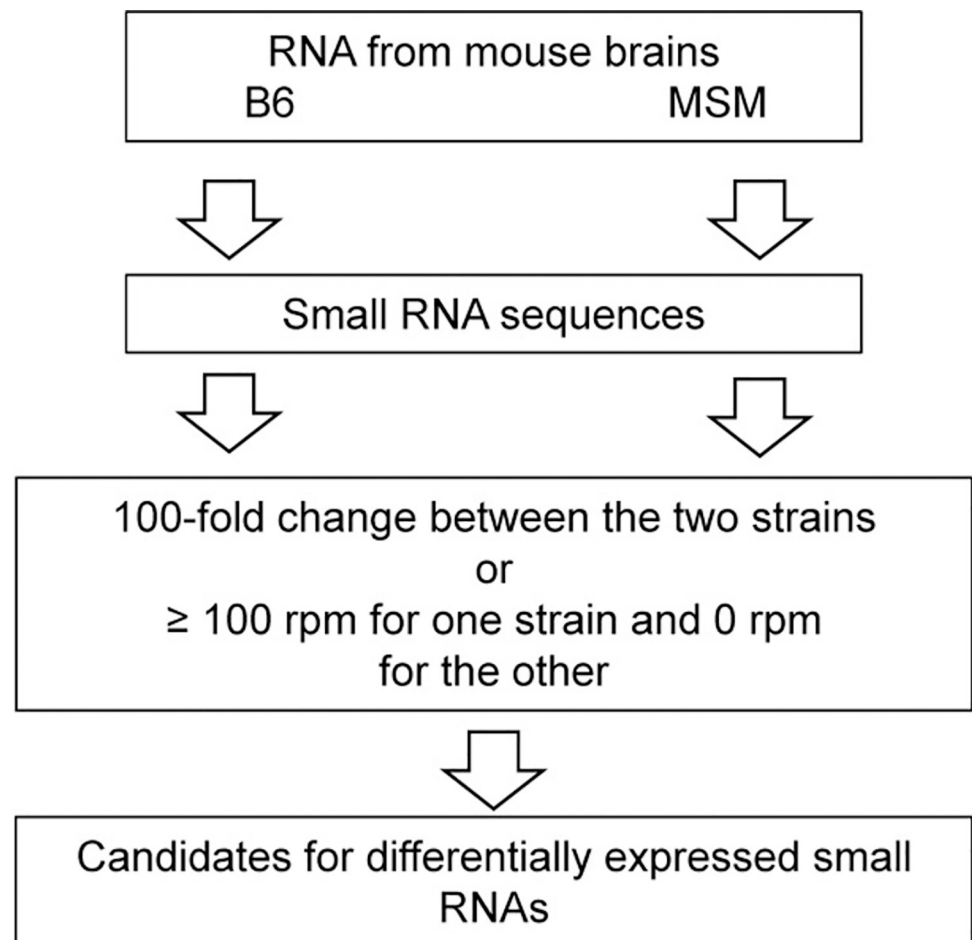 RNA from mouse brains
B6 MSM
Small RNA sequences
100-fold change between the two strains
or
≥ 100 rpm for one strain and 0 rpm
for the other
Candidates for differentially expressed small
RNAs